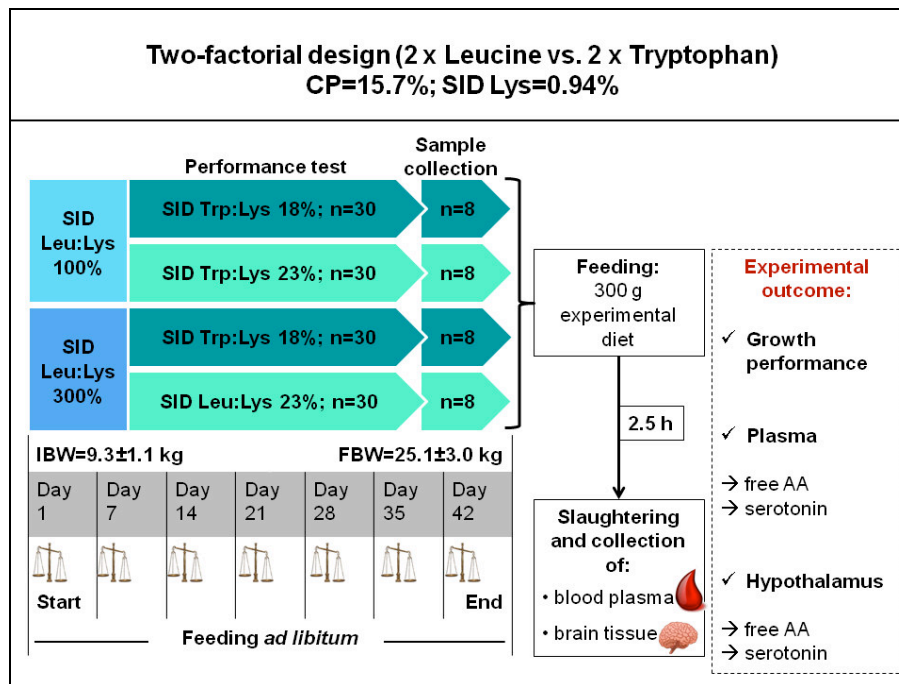 Two-factorial design (2 x Leucine vs. 2 x Tryptophan)
CP=15.7%; SID Lys=0.94%
Performance test
Sample
collection
SID
Leu:Lys
100%
SID Trp:Lys 18%; n=30
n=8
SID Trp:Lys 23%; n=30
n=8
SID
Leu:Lys
300%
SID Trp:Lys 18%; n=30
n=8
SID Leu:Lys 23%; n=30
n=8
IBW=9.3±1.1 kg
FBW=25.1±3.0 kg
Day
1
Day
7
Day
14
Day
21
Day
28
Day
35
Day
42
Start
End
Feeding ad libitum
Feeding:
300 g
experimental
diet
2.5 h
Slaughtering
and collection
of:
• blood plasma
• brain tissue
Experimental
outcome:
✓ Growth
performance
✓ Plasma
→ free AA
→ serotonin
✓ Hypothalamus
→ free AA
→ serotonin